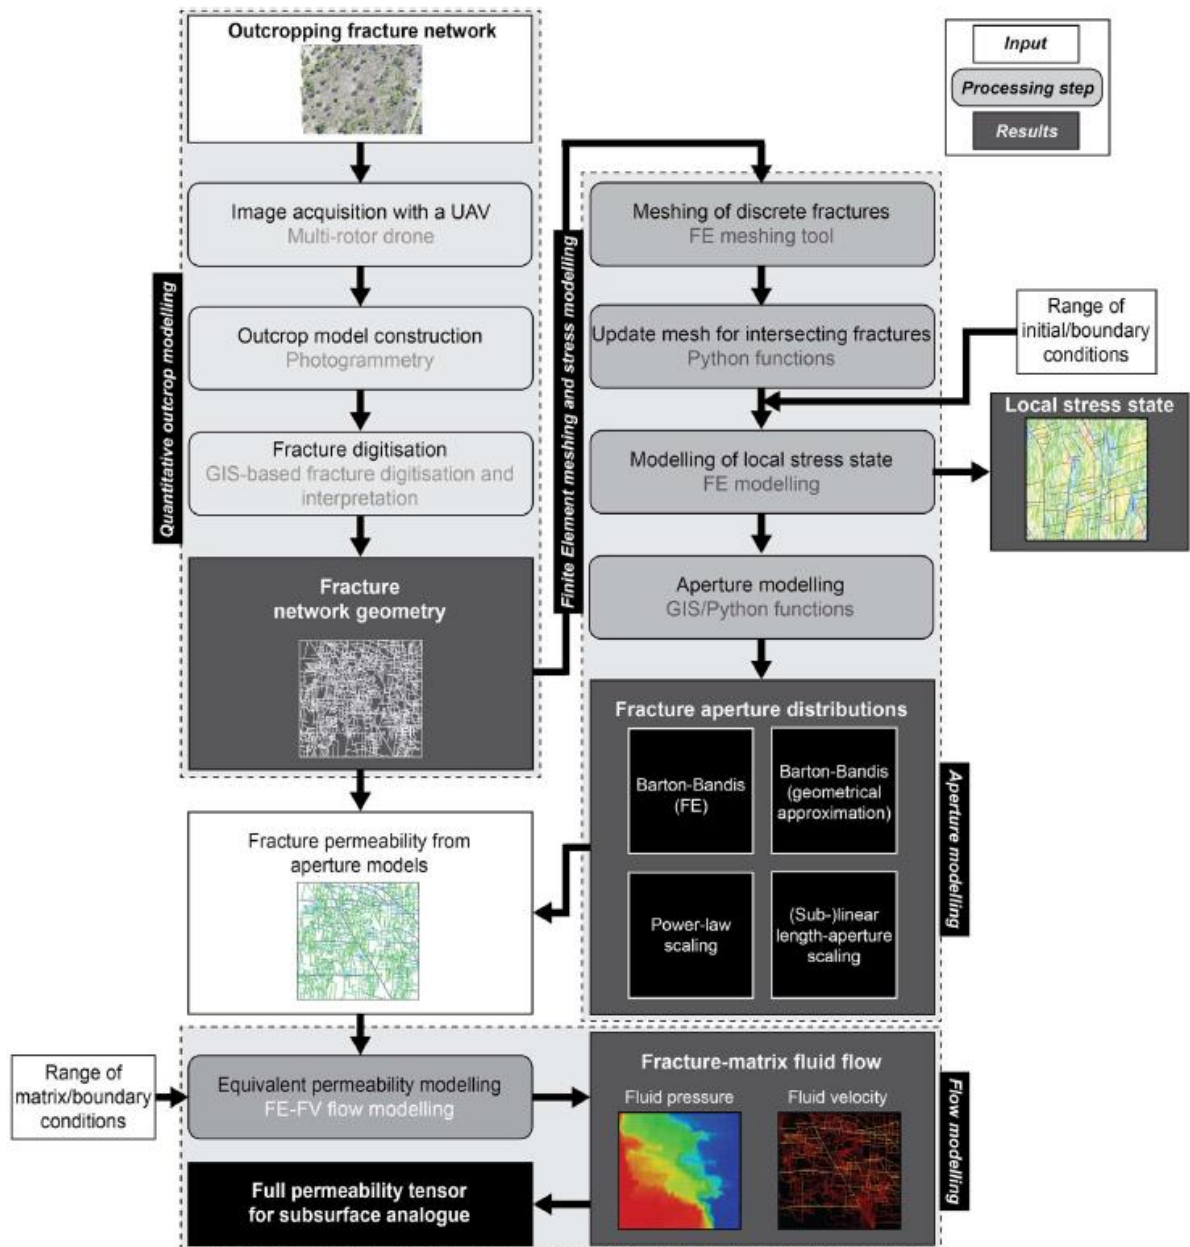 Outcropping fracture network
Input
Processing step
Results
Image acquisition with a UAV
Multi-rotor drone
Outcrop model construction
Photogrammetry
Fracture digitisation
GIS-based fracture digitisation and
interpretation
Quantitative outcrop modelling
Fracture
network geometry
Finite Element meshing and stress modelling
Meshing of discrete fractures
FE meshing tool
Update mesh for intersecting fractures
Python functions
Range of
initial/boundary
conditions
Modelling of local stress state
FE modelling
Local stress state
Aperture modelling
GIS/Python functions
Fracture aperture distributions
Barton-Bandis
(FE)
Barton-Bandis
(geometrical
approximation)
Power-law
scaling
(Sub-)linear
length-aperture
scaling
Aperture modelling
Fracture permeability from
aperture models
Range of
matrix/boundary
conditions
Equivalent permeability modelling
FE-FV flow modelling
Fracture-matrix fluid flow
Fluid pressure
Fluid velocity
Flow modelling
Full permeability tensor
for subsurface analogue